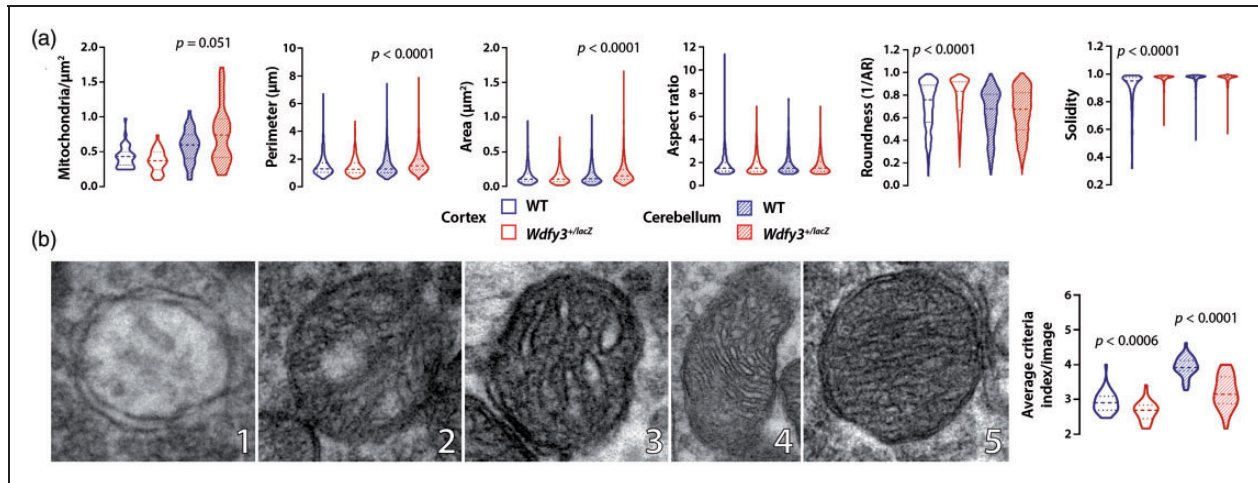 (a)
Mitochondria/µm²
2.0
1.5
1.0
0.5
0.0
p = 0.051
Perimeter (µm)
10
8
6
4
2
0
p < 0.0001
Area (µm²)
2.0
1.5
1.0
0.5
0.0
p < 0.0001
Aspect ratio
12
10
8
6
4
2
0
Roundness (1/AR)
1.2
1.0
0.8
0.6
0.4
0.2
0.0
p < 0.0001
Solidity
1.2
1.0
0.8
0.6
0.4
0.2
p < 0.0001
Cortex
WT
Wdfy3+/lacZ
Cerebellum
WT
Wdfy3+/lacZ
(b)
1
2
3
4
5
Average criteria
index/image
6
5
4
3
2
p < 0.0006
p < 0.0001